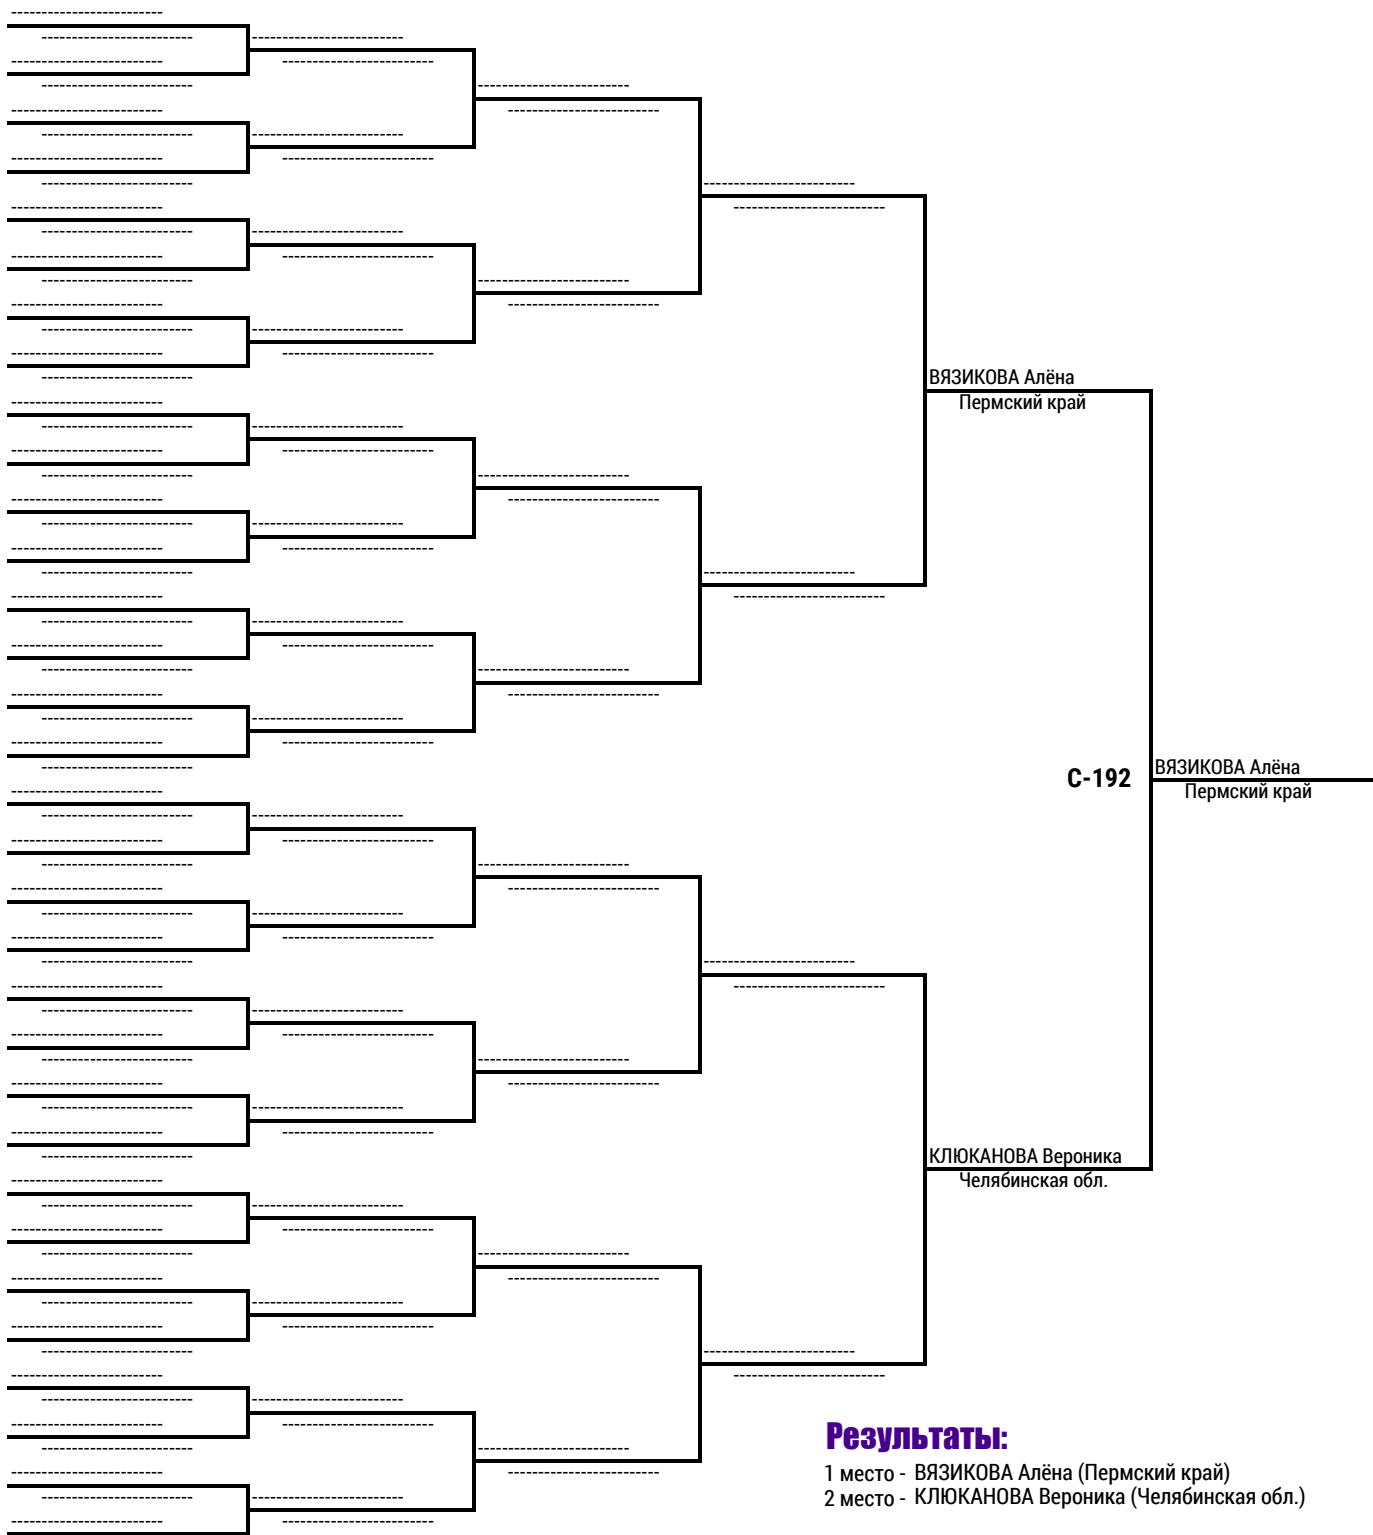 ВЯЗИКОВА Алёна
Пермский край
С-192
ВЯЗИКОВА Алёна
Пермский край
КЛЮКАНОВА Вероника
Челябинская обл.
Результаты:
1 место - ВЯЗИКОВА Алёна (Пермский край)
2 место - КЛЮКАНОВА Вероника (Челябинская обл.)